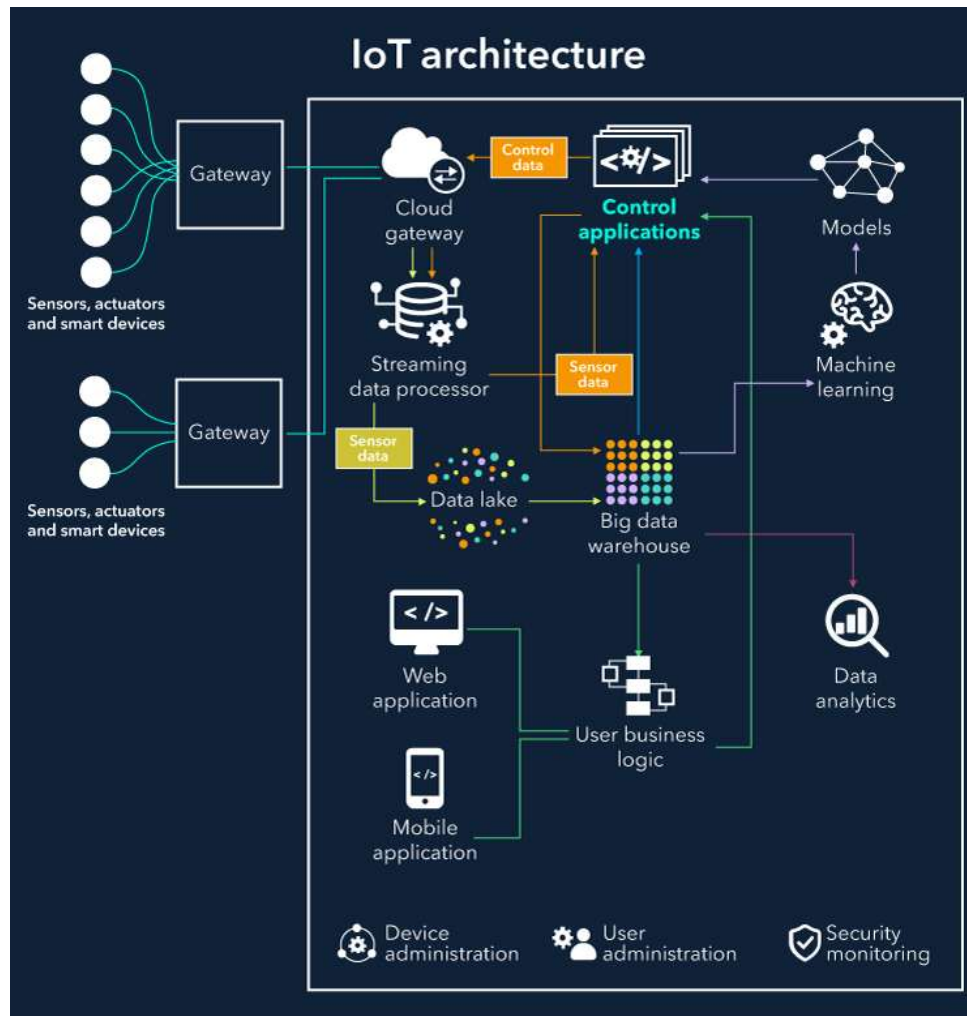 IoT architecture
Gateway
Sensors, actuators
and smart devices
Gateway
Sensors, actuators
and smart devices
Cloud
gateway
Control
data
</>
Control
applications
Models
Streaming
data processor
Sensor
data
Machine
learning
Sensor
data
Data lake
Big data
warehouse
</>
Web
application
User business
logic
Data
analytics
</>
Mobile
application
Device
administration
User
administration
Security
monitoring